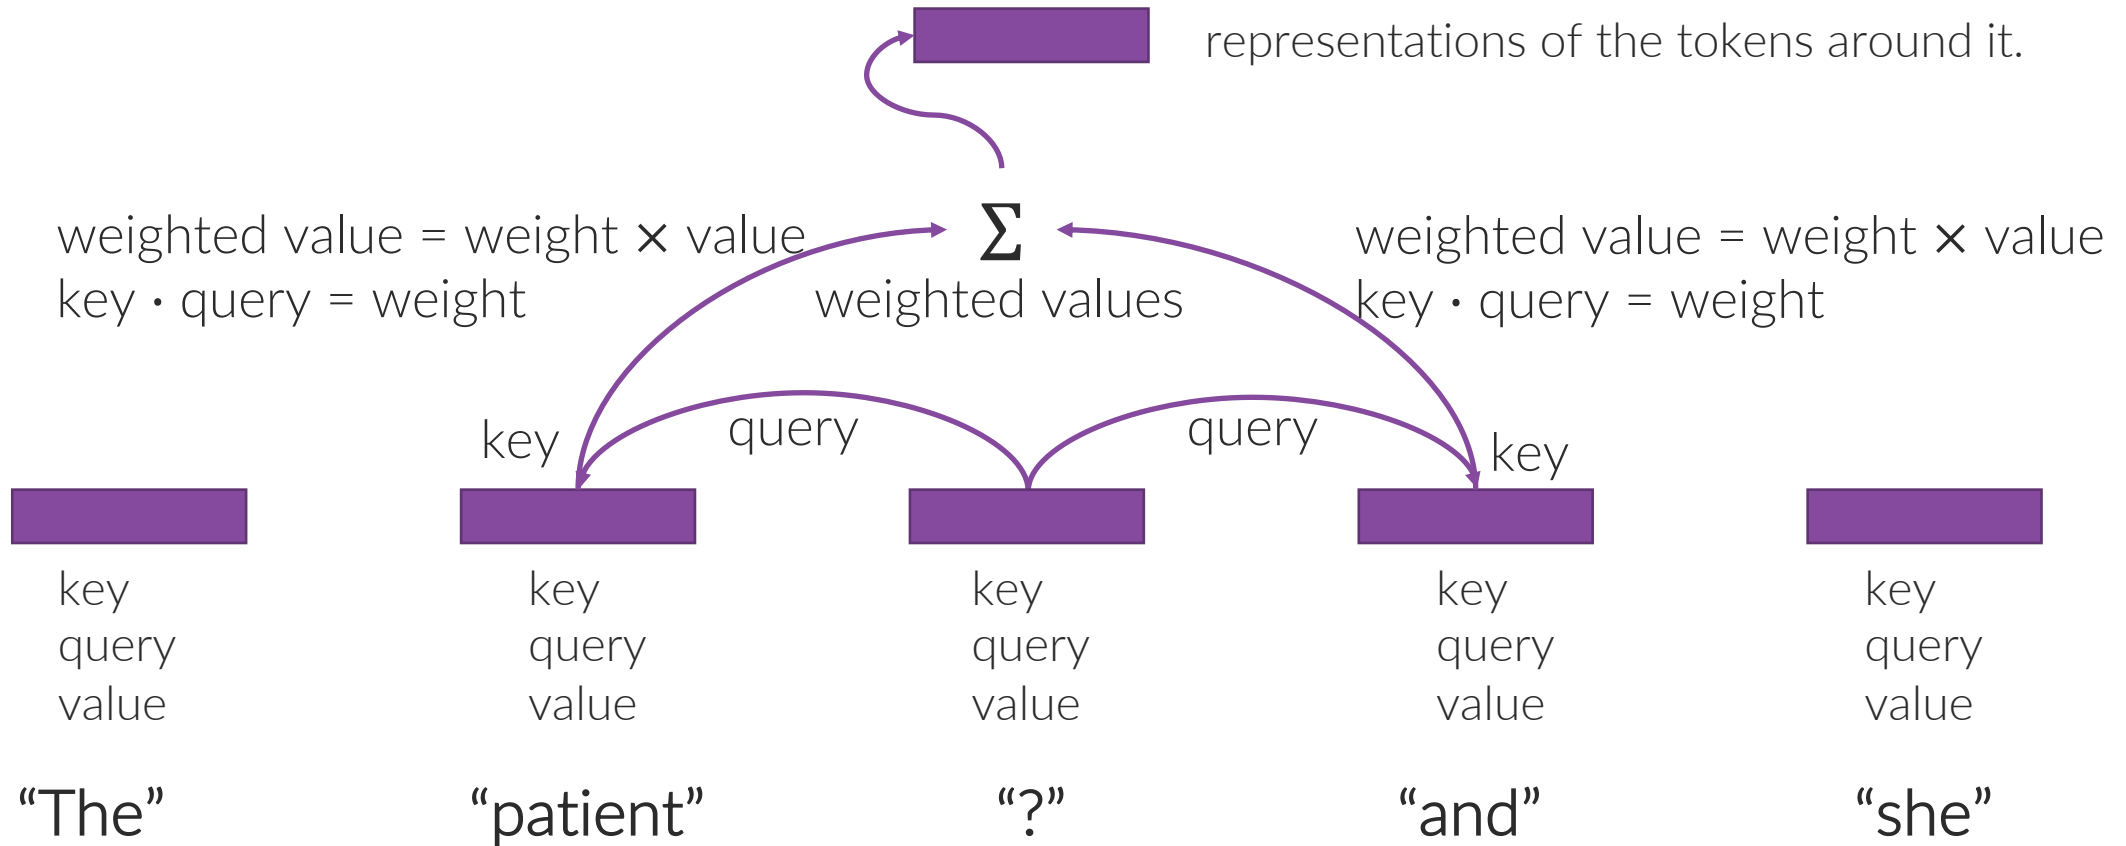 representations of the tokens around it.
weighted value = weight × value
key · query = weight
Σ
weighted values
weighted value = weight × value
key · query = weight
key
query
query
key
key
query
value
key
query
value
key
query
value
key
query
value
key
query
value
“The”
“patient”
“?”
“and”
“she”